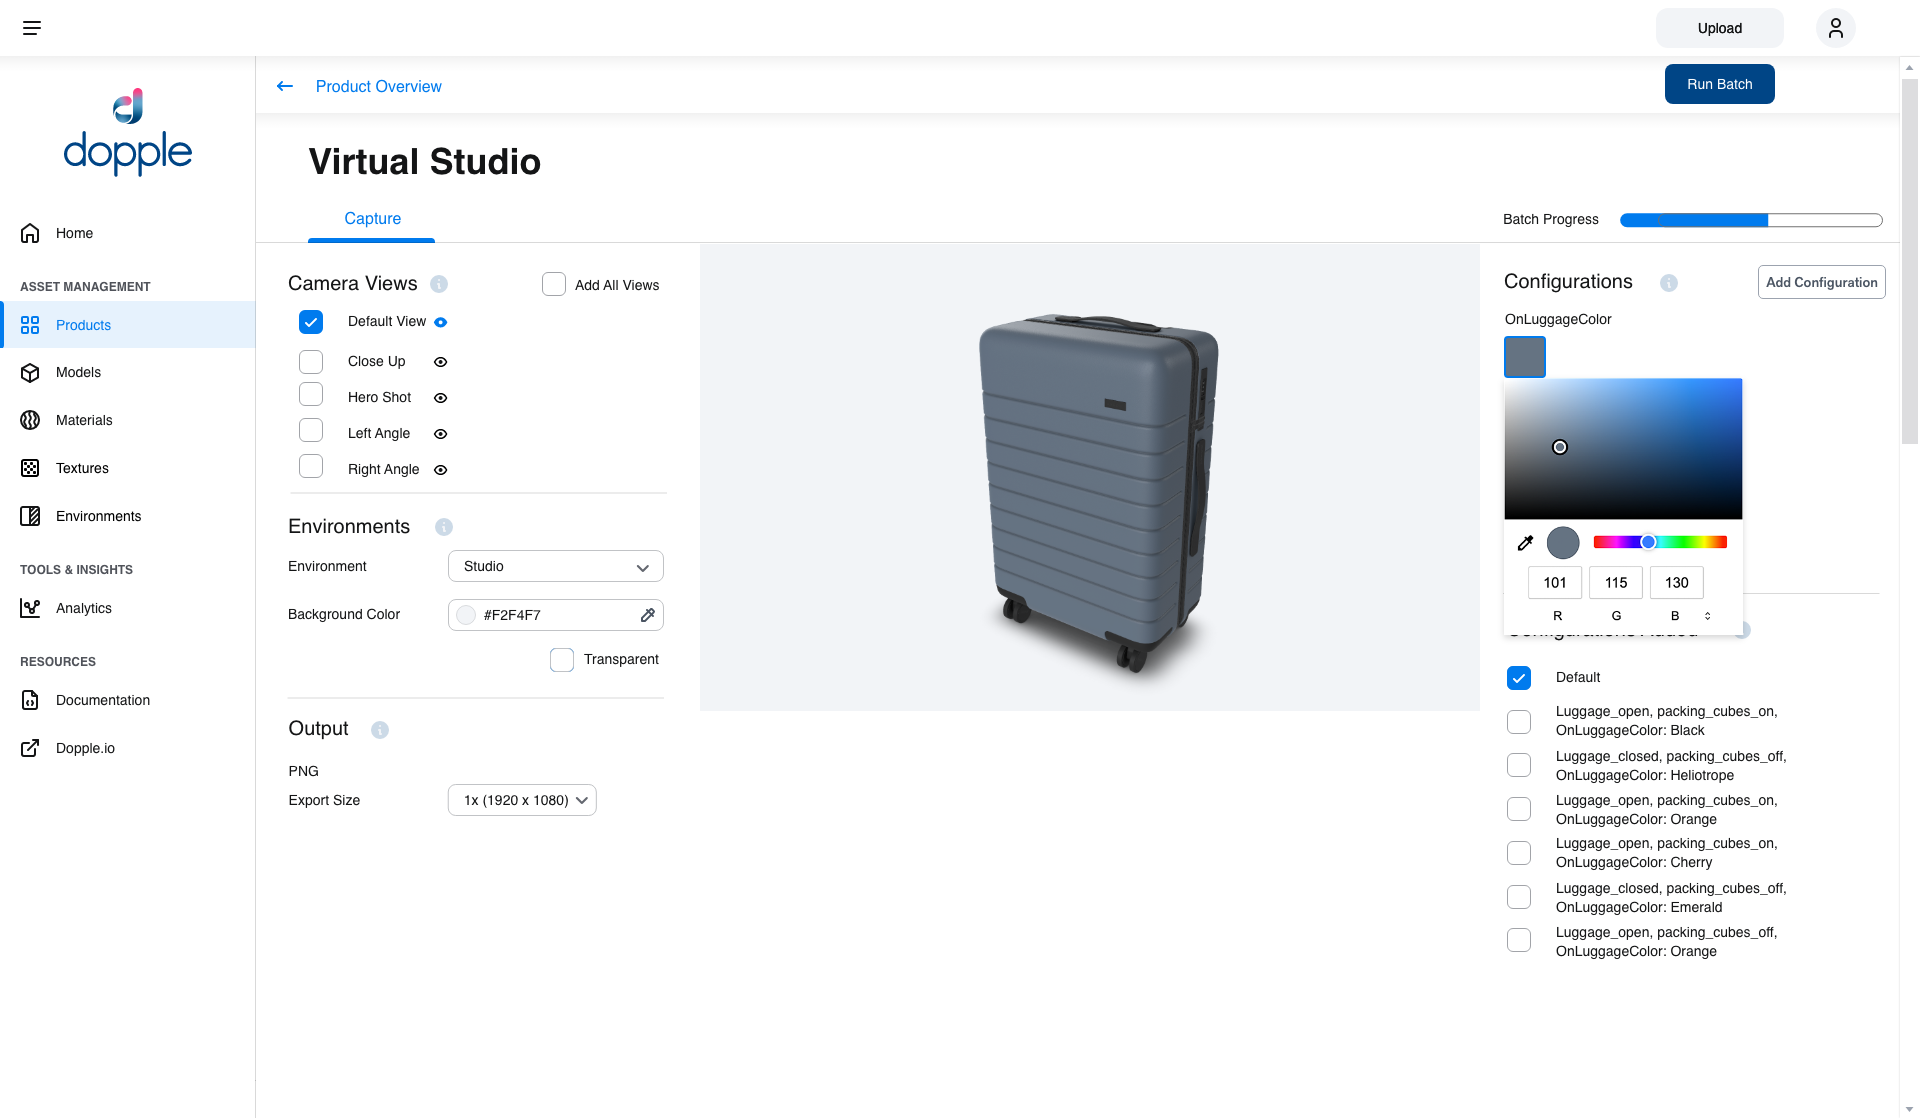 Upload
Product Overview
Run Batch
dopple
Virtual Studio
Home
Capture
Batch Progress
ASSET MANAGEMENT
Products
Models
Materials
Textures
Environments
TOOLS & INSIGHTS
Analytics
RESOURCES
Documentation
Dopple.io
Camera Views
Add All Views
Default View
Close Up
Hero Shot
Left Angle
Right Angle
Environments
Environment
Studio
Background Color
#F2F4F7
Transparent
Output
PNG
Export Size
1x (1920 x 1080)
Configurations
Add Configuration
OnLuggageColor
101 115 130
R G B
Configurations Added
Default
Luggage_open, packing_cubes_on,
OnLuggageColor: Black
Luggage_closed, packing_cubes_off,
OnLuggageColor: Heliotrope
Luggage_open, packing_cubes_on,
OnLuggageColor: Orange
Luggage_open, packing_cubes_on,
OnLuggageColor: Cherry
Luggage_closed, packing_cubes_off,
OnLuggageColor: Emerald
Luggage_open, packing_cubes_off,
OnLuggageColor: Orange